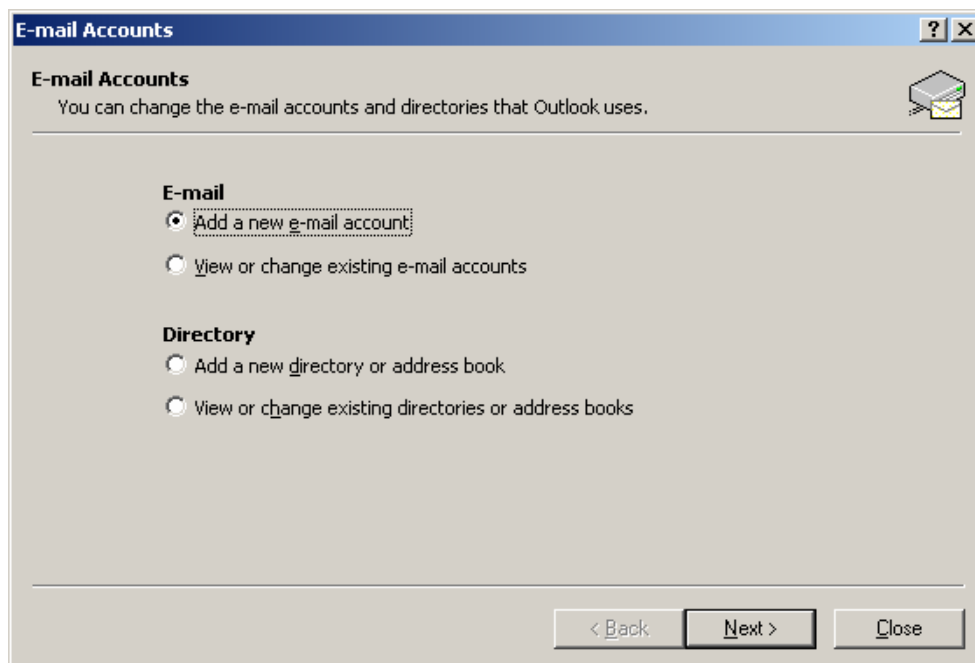 E-mail Accounts
E-mail Accounts
You can change the e-mail accounts and directories that Outlook uses.
E-mail
Add a new e-mail account
View or change existing e-mail accounts
Directory
Add a new directory or address book
View or change existing directories or address books
< Back Next > Close